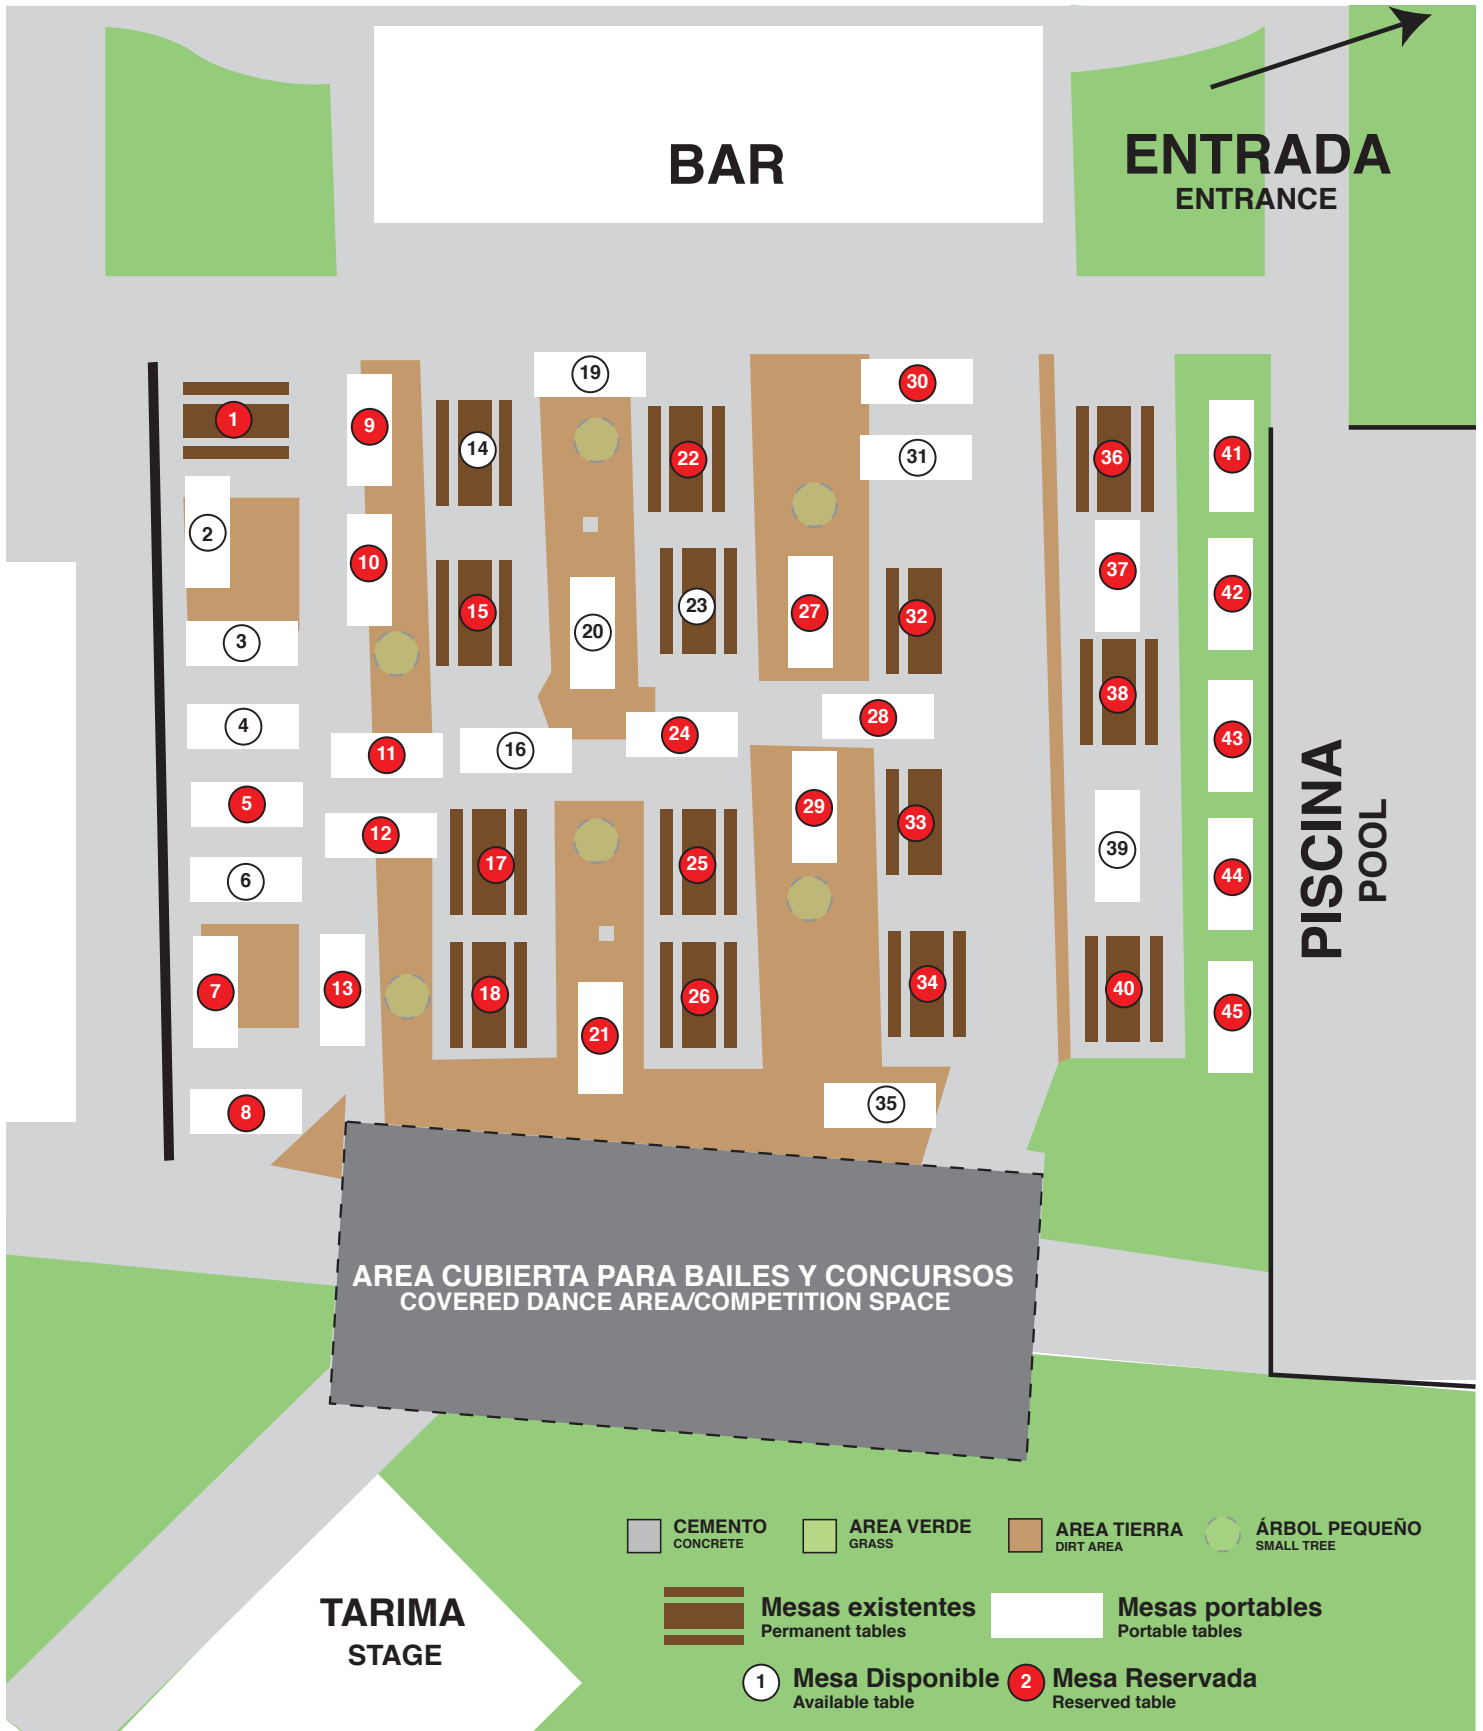 BAR
ENTRADA
ENTRANCE
19
30
1
9
14
22
31
36
41
2
10
15
20
23
27
32
37
42
3
4
11
16
24
28
38
43
5
12
17
25
29
33
39
44
6
7
13
18
21
26
34
40
45
8
35
PISCINA
POOL
AREA CUBIERTA PARA BAILES Y CONCURSOS
COVERED DANCE AREA/COMPETITION SPACE
CEMENTO
CONCRETE
AREA VERDE
GRASS
AREA TIERRA
DIRT AREA
ÁRBOL PEQUEÑO
SMALL TREE
Mesas existentes
Permanent tables
Mesas portables
Portable tables
1
Mesa Disponible
Available table
2
Mesa Reservada
Reserved table
TARIMA
STAGE